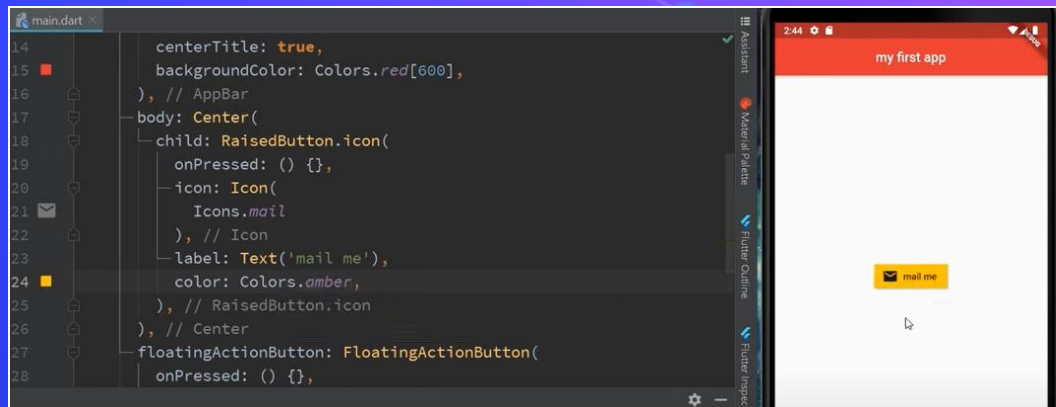 main.dart
14 centerTitle: true,
15 backgroundColor: Colors.red[600],
16 ), // AppBar
17 body: Center(
18 child: RaisedButton.icon(
19 onPressed: () {},
20 icon: Icon(
21 Icons.mail
22 ), // Icon
23 label: Text('mail me'),
24 color: Colors.amber,
25 ), // RaisedButton.icon
26 ), // Center
27 floatingActionButton: FloatingActionButton(
28 onPressed: () {},
Assistant
Material Palette
Flutter Outline
Flutter Inspec
2:44
my first app
mail me